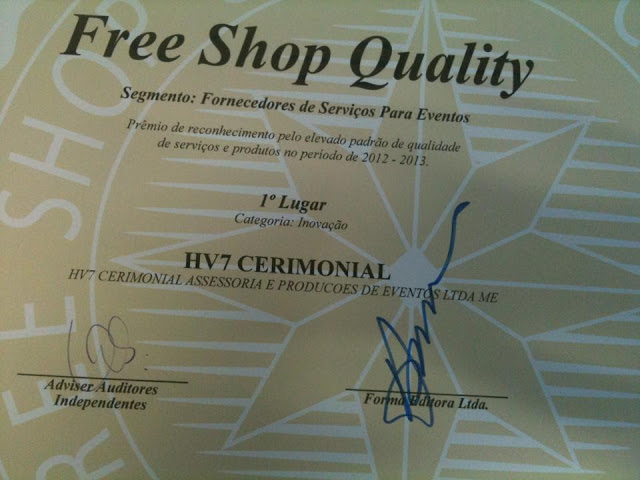 Free Shop Quality
Segmento: Fornecedores de Serviços Para Eventos
Prêmio de reconhecimento pelo elevado padrão de qualidade
de serviços e produtos no período de 2012 - 2013.
1º Lugar
Categoria: Inovação
HV7 CERIMONIAL
HV7 CERIMONIAL ASSESSORIA E PRODUCOES DE EVENTOS LTDA ME
Adviser Auditores
Independentes
Forma Editora Ltda.